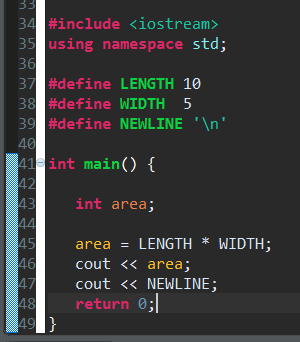 33
34 #include <iostream>
35 using namespace std;
36
37 #define LENGTH 10
38 #define WIDTH  5
39 #define NEWLINE '\n'
40
41 int main() {
42
43    int area;
44
45    area = LENGTH * WIDTH;
46    cout << area;
47    cout << NEWLINE;
48    return 0;
49 }